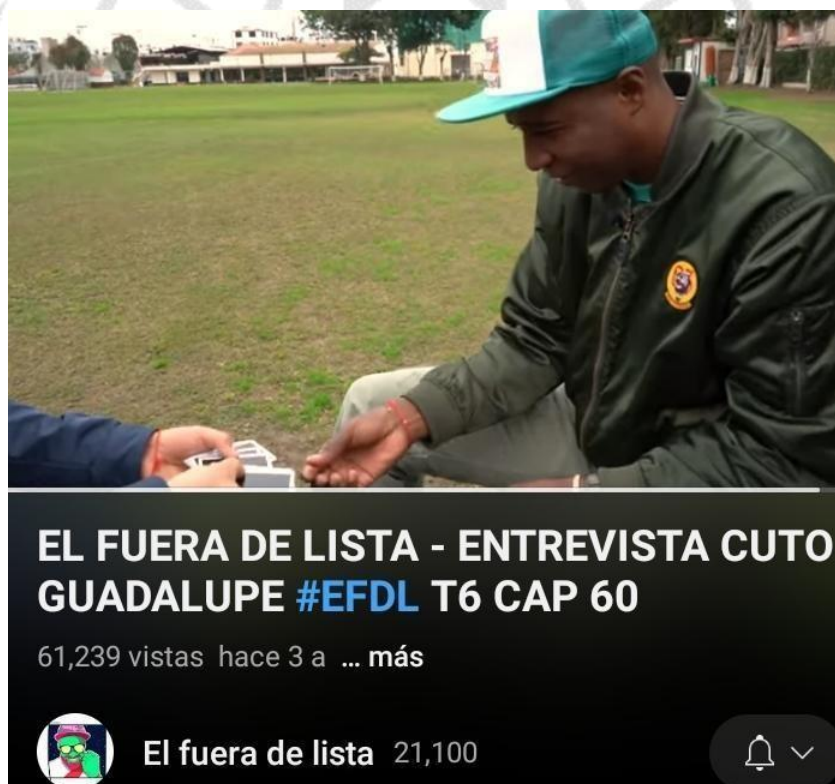 EL FUERA DE LISTA - ENTREVISTA CUTO
GUADALUPE #EFDL T6 CAP 60
61,239 vistas hace 3 a ... más
El fuera de lista 21,100